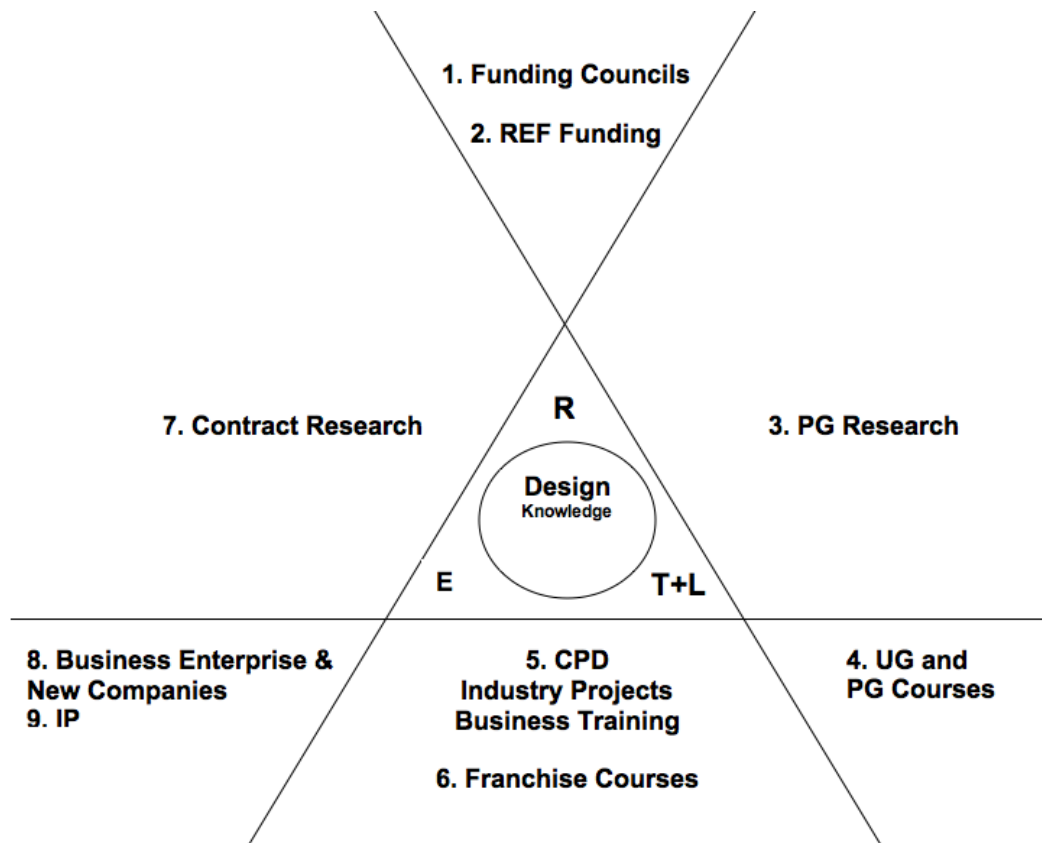 1. Funding Councils
2. REF Funding
R
7. Contract Research
3. PG Research
Design
Knowledge
E
T+L
8. Business Enterprise &
New Companies
9. IP
5. CPD
Industry Projects
Business Training
4. UG and
PG Courses
6. Franchise Courses